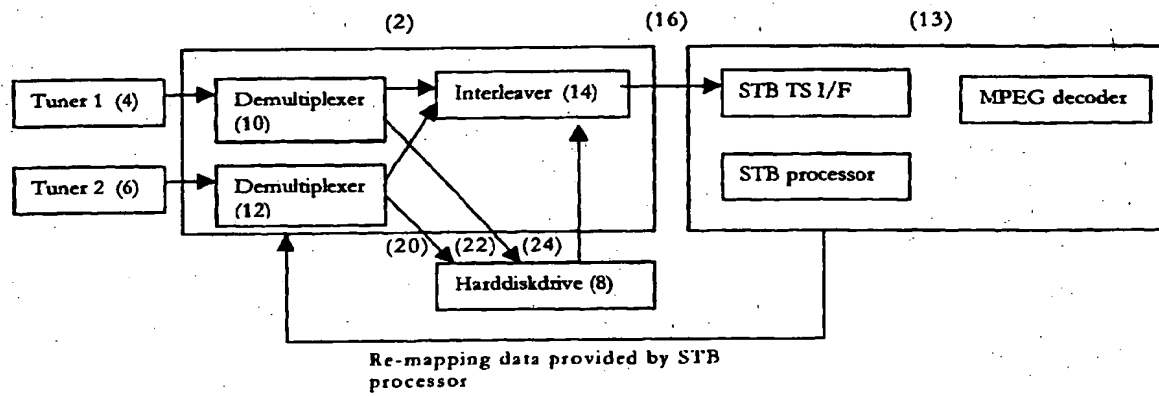 (2)
(16)
(13)
Tuner 1 (4)
Demultiplexer
(10)
Interleaver (14)
STB TS I/F
MPEG decoder
Tuner 2 (6)
Demultiplexer
(12)
STB processor
(20)
(22)
(24)
Harddiskdrive (8)
Re-mapping data provided by STB
processor